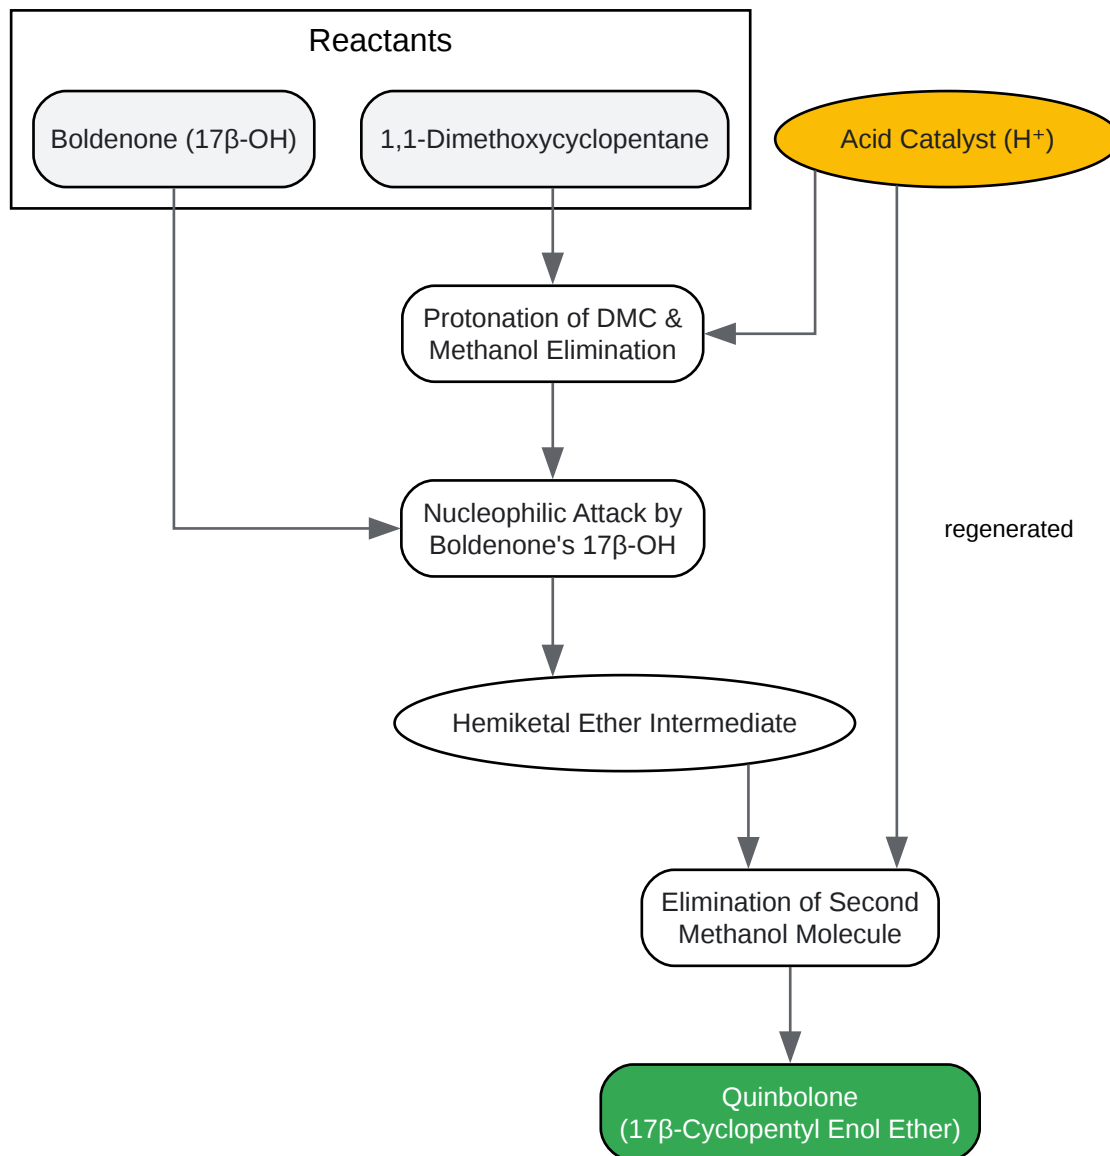 Reactants
Boldenone (17β-OH)
1,1-Dimethoxycyclopentane
Acid Catalyst (H⁺)
Protonation of DMC &
Methanol Elimination
Nucleophilic Attack by
Boldenone's 17β-OH
regenerated
Hemiketal Ether Intermediate
Elimination of Second
Methanol Molecule
Quinbolone
(17β-Cyclopentyl Enol Ether)